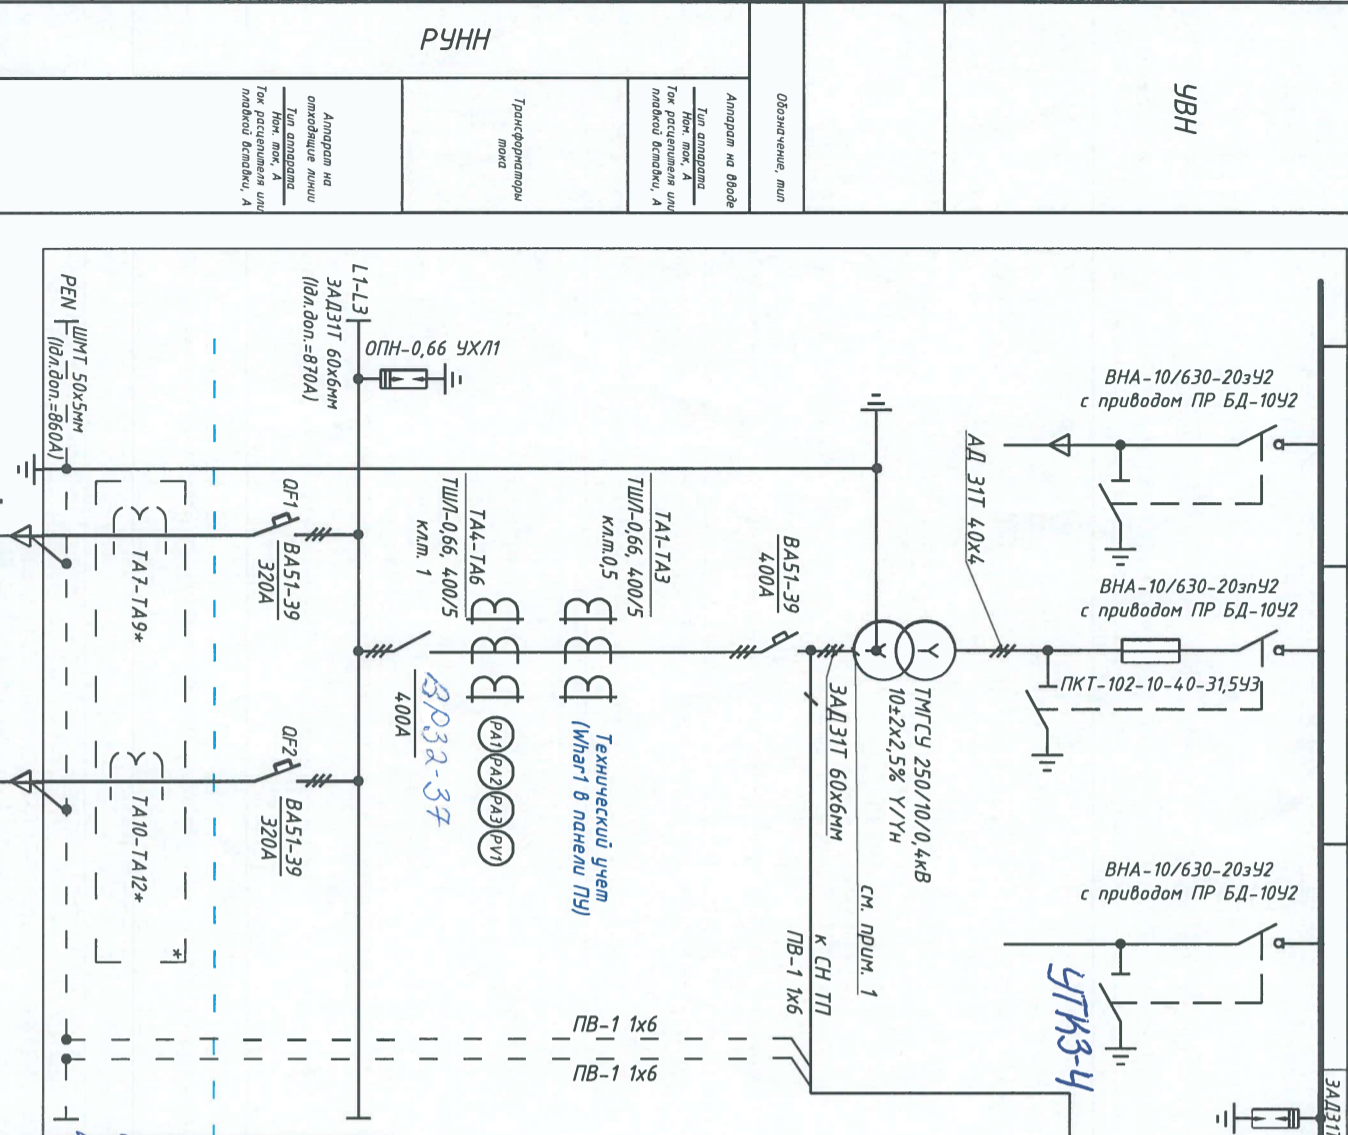 РУНН
УВН
Аппарат на
отходящие линии
Тип аппарата
Ном. ток, А
Ток расцепителя или
плавкой вставки, А
Трансформаторы
тока
Аппарат на вводе
Тип аппарата
Ном. ток, А
Ток расцепителя или
плавкой вставки, А
Обозначение, тип
PEN
ШМТ 50х5мм
(Iдл.доп.=860А)
L1-L3
ЗАД31Т 60х6мм
(Iдл.доп.=870А)
ОПН-0,66 УХЛ1
ВНА-10/630-20зУ2
с приводом ПР БД-10У2
АД 31Т 40х4
ВНА-10/630-20зпУ2
с приводом ПР БД-10У2
ПКТ-102-10-40-31,5У3
ВНА-10/630-20зУ2
с приводом ПР БД-10У2
УТКЗ-4
ТМГСУ 250/10/0,4кВ
10±2х2,5% Y/Yн
ЗАД31Т 60х6мм
см. прим. 1
к СН ТП
ПВ-1 1х6
ВА51-39
400А
ТА1-ТА3
ТШЛ-0,66, 400/5
кл.т.0,5
ТА4-ТА6
ТШЛ-0,66, 400/5
кл.т. 1
Технический учет
(Whar1 в панели ПУ)
PA1 PA2 PA3 PV1
ВР32-37
400А
QF1
ВА51-39
320А
QF2
ВА51-39
320А
ТА7-ТА9*
ТА10-ТА12*
*
ПВ-1 1х6
ПВ-1 1х6
ЗАД31Т